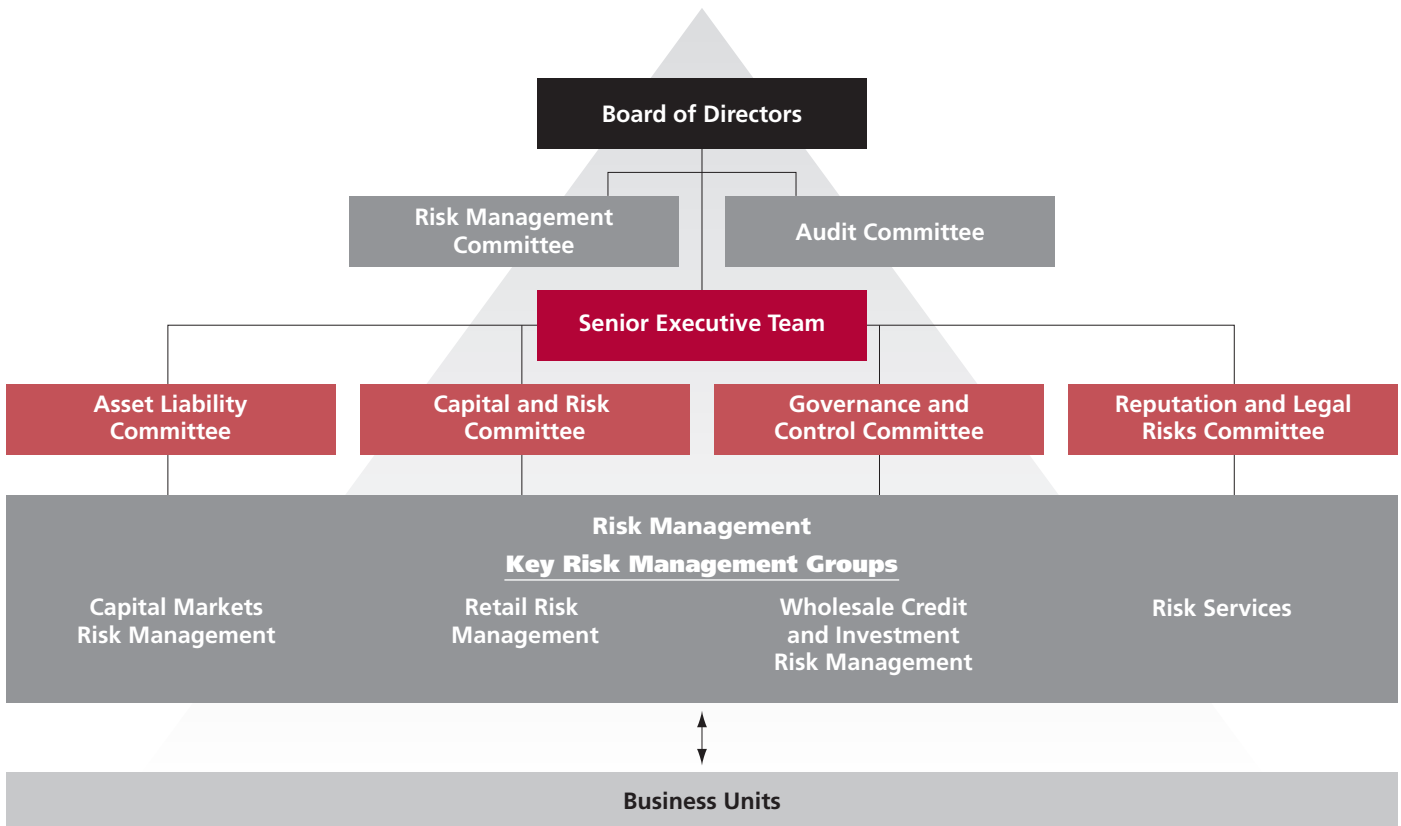 Board of Directors
Risk Management
Committee
Audit Committee
Senior Executive Team
Asset Liability
Committee
Capital and Risk
Committee
Governance and
Control Committee
Reputation and Legal
Risks Committee
Risk Management
Key Risk Management Groups
Capital Markets
Risk Management
Retail Risk
Management
Wholesale Credit
and Investment
Risk Management
Risk Services
Business Units